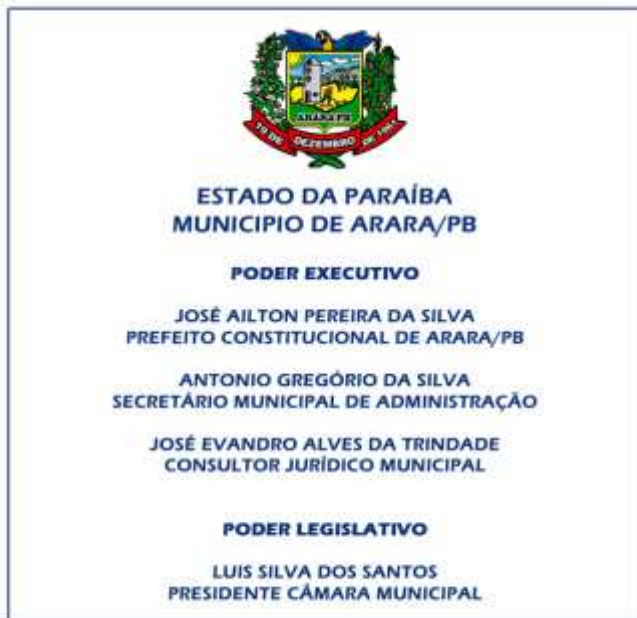 ARARA-PB
19 DE DEZEMBRO DE 1961
ESTADO DA PARAÍBA
MUNICIPIO DE ARARA/PB
PODER EXECUTIVO
JOSÉ AILTON PEREIRA DA SILVA
PREFEITO CONSTITUCIONAL DE ARARA/PB
ANTONIO GREGÓRIO DA SILVA
SECRETÁRIO MUNICIPAL DE ADMINISTRAÇÃO
JOSÉ EVANDRO ALVES DA TRINDADE
CONSULTOR JURÍDICO MUNICIPAL
PODER LEGISLATIVO
LUIS SILVA DOS SANTOS
PRESIDENTE CÂMARA MUNICIPAL